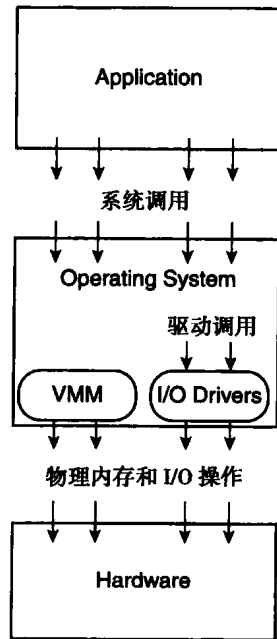 Application
系统调用
Operating System
驱动调用
VMM
I/O Drivers
物理内存和 I/O 操作
Hardware